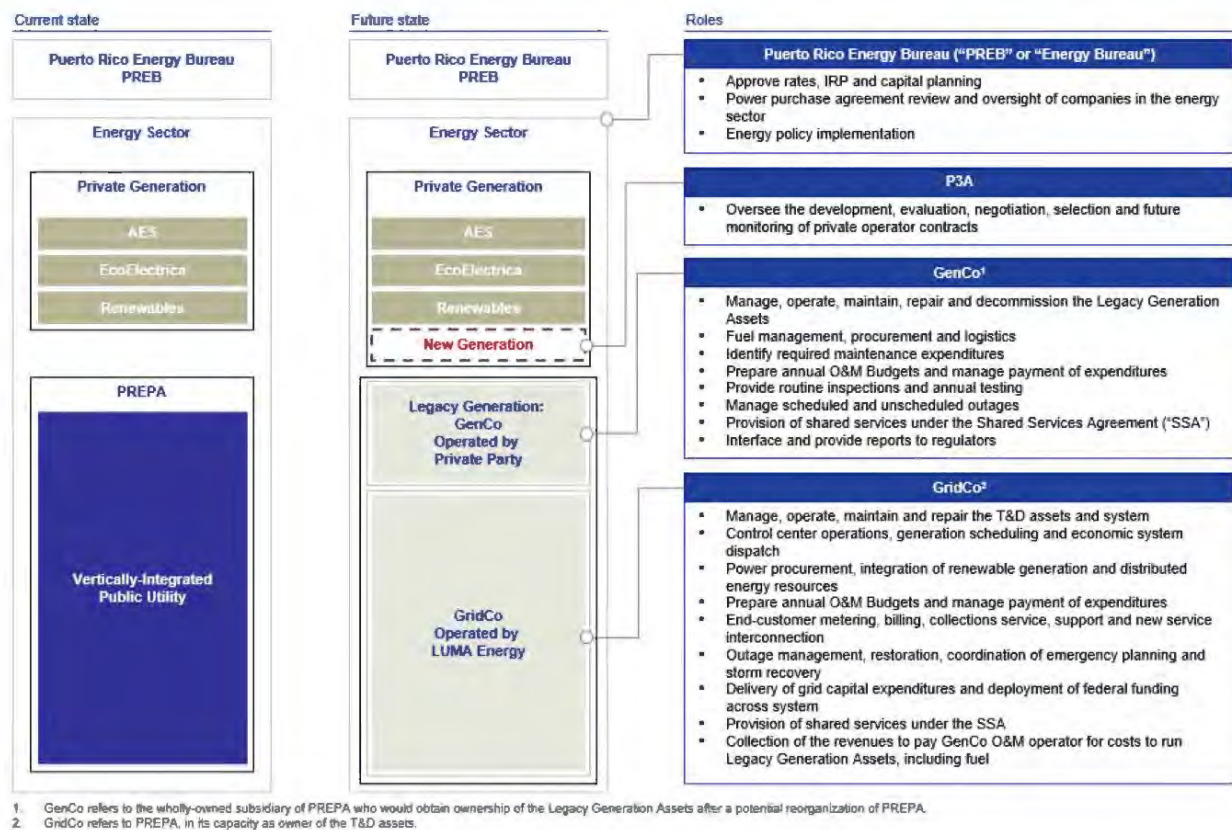 Current state
Puerto Rico Energy Bureau
PREB
Energy Sector
Private Generation
AES
EcoElectrica
Renewables
PREPA
Vertically-Integrated
Public Utility
Future state
Puerto Rico Energy Bureau
PREB
Energy Sector
Private Generation
AES
EcoElectrica
Renewables
New Generation
Legacy Generation:
GenCo
Operated by
Private Party
GridCo
Operated by
LUMA Energy
Roles
Puerto Rico Energy Bureau (“PREB” or “Energy Bureau”)
▪ Approve rates, IRP and capital planning
▪ Power purchase agreement review and oversight of companies in the energy
sector
▪ Energy policy implementation
P3A
▪ Oversee the development, evaluation, negotiation, selection and future
monitoring of private operator contracts
GenCo¹
▪ Manage, operate, maintain, repair and decommission the Legacy Generation
Assets
▪ Fuel management, procurement and logistics
▪ Identify required maintenance expenditures
▪ Prepare annual O&M Budgets and manage payment of expenditures
▪ Provide routine inspections and annual testing
▪ Manage scheduled and unscheduled outages
▪ Provision of shared services under the Shared Services Agreement (“SSA”)
▪ Interface and provide reports to regulators
GridCo²
▪ Manage, operate, maintain and repair the T&D assets and system
▪ Control center operations, generation scheduling and economic system
dispatch
▪ Power procurement, integration of renewable generation and distributed
energy resources
▪ Prepare annual O&M Budgets and manage payment of expenditures
▪ End-customer metering, billing, collections service, support and new service
interconnection
▪ Outage management, restoration, coordination of emergency planning and
storm recovery
▪ Delivery of grid capital expenditures and deployment of federal funding
across system
▪ Provision of shared services under the SSA
▪ Collection of the revenues to pay GenCo O&M operator for costs to run
Legacy Generation Assets, including fuel
1. GenCo refers to the wholly-owned subsidiary of PREPA who would obtain ownership of the Legacy Generation Assets after a potential reorganization of PREPA.
2. GridCo refers to PREPA, in its capacity as owner of the T&D assets.